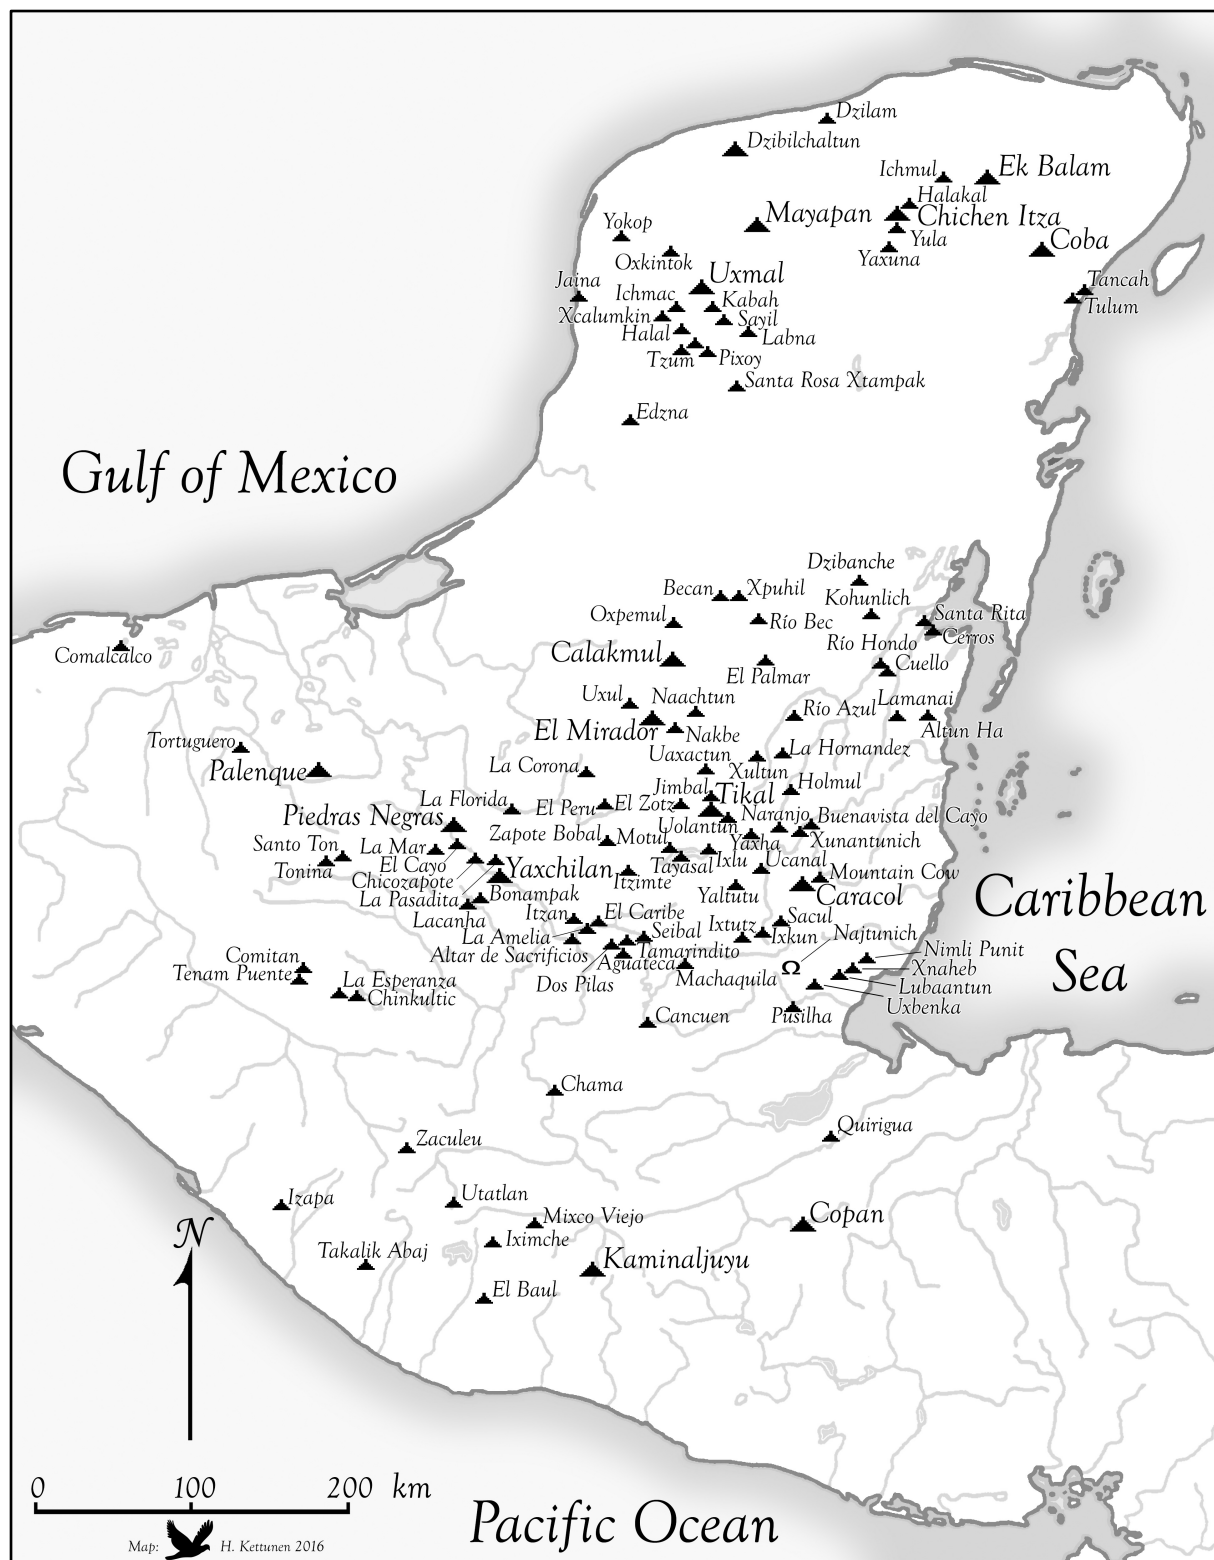 Dzilam
Dzibilchaltun
Ichmul
Ek Balam
Halakal
Mayapan
Chichen Itza
Yokop
Yula
Coba
Oxkintok
Yaxuna
Uxmal
Jaina
Tancah
Ichmac
Kabah
Tulum
Xcalumkin
Sayil
Halal
Labna
Tzum
Pixoy
Santa Rosa Xtampak
Edzna
Gulf of Mexico
Dzibanche
Becan
Xpuhil
Kohunlich
Oxpemul
Río Bec
Santa Rita
Cerros
Río Hondo
Comalcalco
Calakmul
Cuello
El Palmar
Uxul
Naachtun
Lamanai
Río Azul
El Mirador
Nakbe
Altun Ha
Tortuguero
Uaxactun
La Hornandez
Palenque
La Corona
Xultun
Jimbal
Holmul
La Florida
El Peru
El Zotz
Tikal
Piedras Negras
Naranjo
Buenavista del Cayo
Zapote Bobal
Motul
Uolantun
Santo Ton
La Mar
Yaxha
Xunantunich
El Cayo
Tonina
Yaxchilan
Tayasal
Ixlu
Ucanal
Chicozapote
Itzimte
Mountain Cow
La Pasadita
Bonampak
Yaltutu
Caracol
Lacanha
Itzan
El Caribe
Sacul
La Amelia
Seibal
Ixtutz
Ixkun
Najtunich
Caribbean
Sea
Altar de Sacrificios
Tamarindito
Nimli Punit
Comitan
Aguateca
Xnaheb
Tenam Puente
La Esperanza
Dos Pilas
Machaquila
Ω
Lubaantun
Chinkultic
Uxbenka
Cancuen
Pusilha
Chama
Quirigua
Zaculeu
Izapa
Utatlan
Mixco Viejo
Copan
N
Iximche
Takalik Abaj
Kaminaljuyu
El Baul
0 100 200 km
Pacific Ocean
Map: H. Kettunen 2016